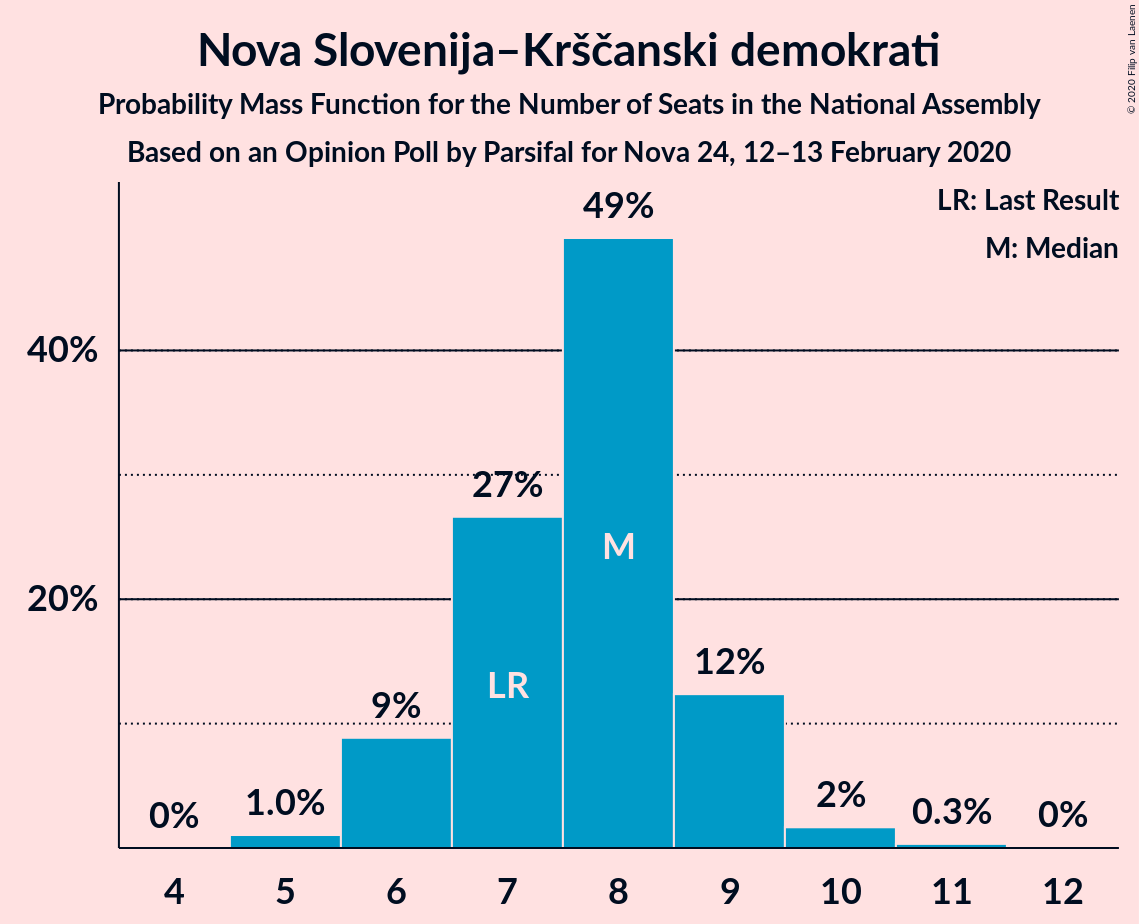 Nova Slovenija–Krščanski demokrati
Probability Mass Function for the Number of Seats in the National Assembly
Based on an Opinion Poll by Parsifal for Nova 24, 12–13 February 2020
© 2020 Filip van Laenen
LR: Last Result
M: Median
49%
40%
27%
M
20%
12%
LR
9%
2%
1.0%
0.3%
0%
0%
4 5 6 7 8 9 10 11 12